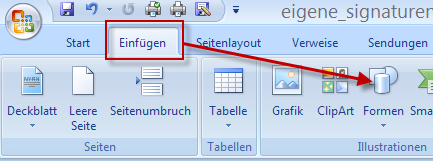 eigene_signaturen
Start Einfügen Seitenlayout Verweise Sendungen
Deckblatt Leere Seite Seitenumbruch Tabelle Grafik ClipArt Formen
Seiten Tabellen Illustrationen